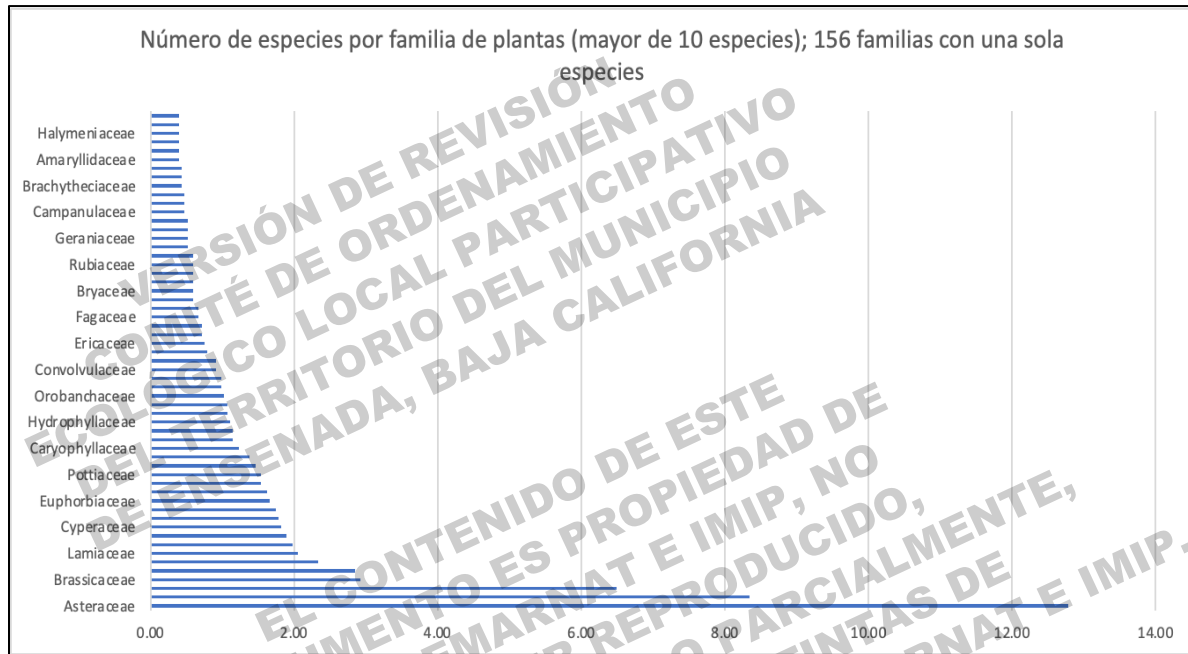 Número de especies por familia de plantas (mayor de 10 especies); 156 familias con una sola
especies
Halymeniaceae
Amaryllidaceae
Brachytheciaceae
Campanulaceae
Geraniaceae
Rubiaceae
Bryaceae
Fagaceae
Ericaceae
Convolvulaceae
Orobanchaceae
Hydrophyllaceae
Caryophyllaceae
Pottiaceae
Euphorbiaceae
Cyperaceae
Lamiaceae
Brassicaceae
Asteraceae
0.00 2.00 4.00 6.00 8.00 10.00 12.00 14.00
VERSIÓN DE REVISIÓN
COMITÉ DE ORDENAMIENTO
ECOLÓGICO LOCAL PARTICIPATIVO
DEL TERRITORIO DEL MUNICIPIO
DE ENSENADA, BAJA CALIFORNIA
EL CONTENIDO DE ESTE
ES PROPIEDAD DE
E IMIP, NO
REPRODUCIDO,
PARCIALMENTE,
DE
E IMIP.